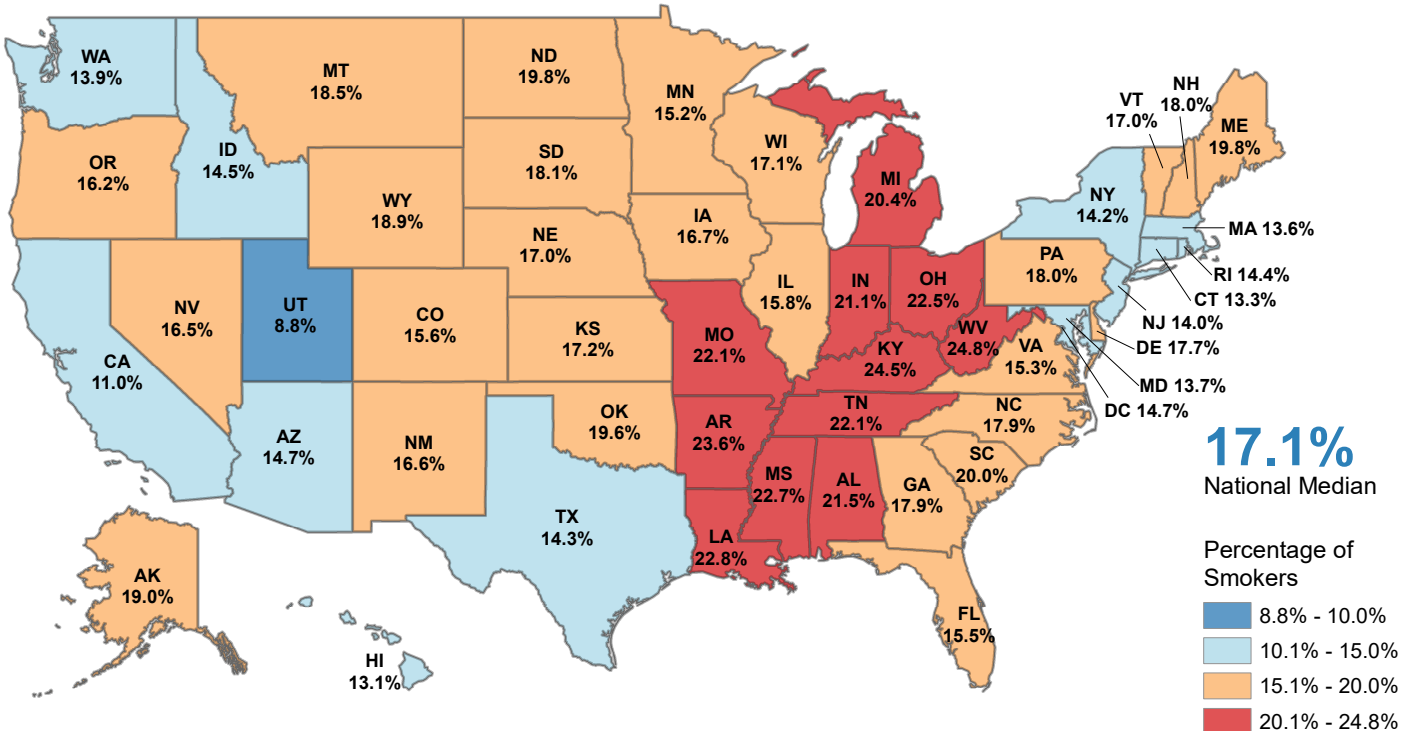 WA
13.9%
MT
18.5%
ND
19.8%
MN
15.2%
VT
17.0%
NH
18.0%
ME
19.8%
OR
16.2%
ID
14.5%
SD
18.1%
WI
17.1%
MI
20.4%
NY
14.2%
WY
18.9%
IA
16.7%
MA 13.6%
NE
17.0%
PA
18.0%
RI 14.4%
NV
16.5%
UT
8.8%
CO
15.6%
IL
15.8%
IN
21.1%
OH
22.5%
CT 13.3%
NJ 14.0%
CA
11.0%
KS
17.2%
MO
22.1%
KY
24.5%
WV
24.8%
VA
15.3%
DE 17.7%
MD 13.7%
DC 14.7%
AZ
14.7%
NM
16.6%
OK
19.6%
AR
23.6%
TN
22.1%
NC
17.9%
SC
20.0%
MS
22.7%
AL
21.5%
GA
17.9%
TX
14.3%
LA
22.8%
AK
19.0%
HI
13.1%
FL
15.5%
17.1%
National Median
Percentage of
Smokers
8.8% - 10.0%
10.1% - 15.0%
15.1% - 20.0%
20.1% - 24.8%